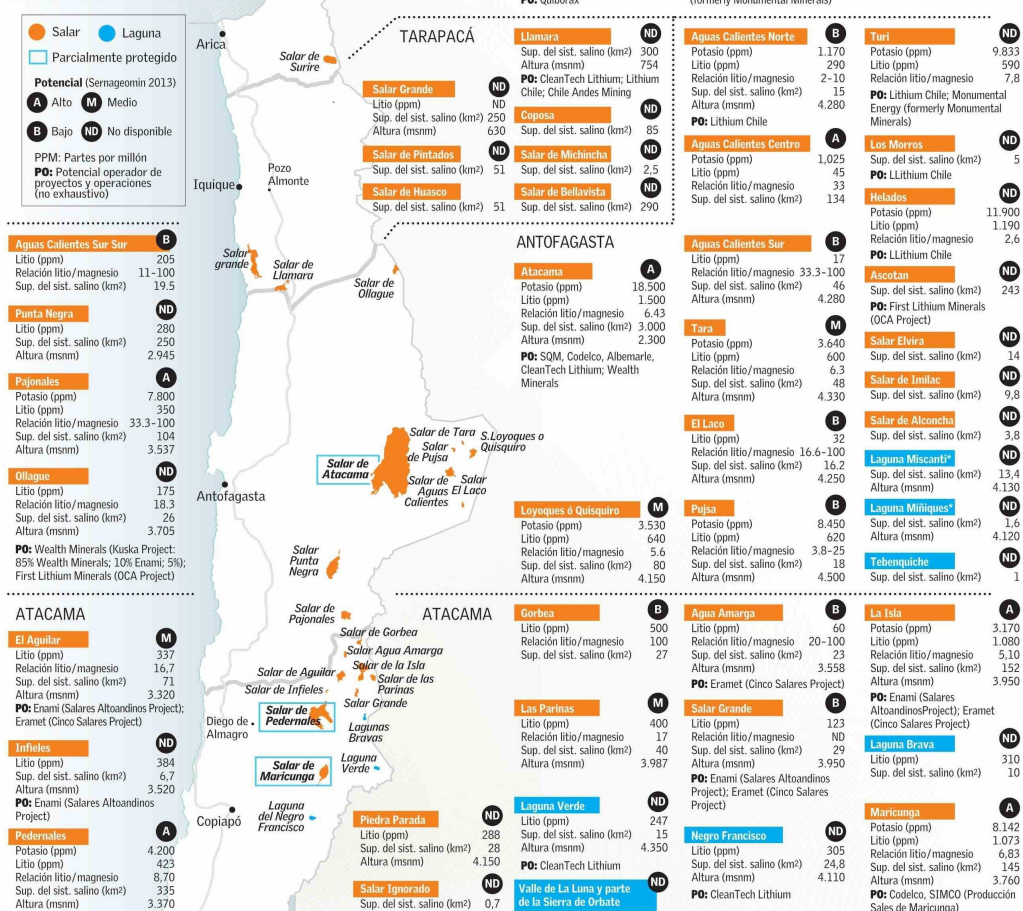 PO: Quiborax
(formerly Monumental Minerals)
Salar
Laguna
Parcialmente protegido
Potencial (Sernageomin 2013)
A Alto M Medio
B Bajo ND No disponible
PPM: Partes por millón
PO: Potencial operador de
proyectos y operaciones
(no exhaustivo)
Arica
Salar de
Surire
Pozo
Almonte
Iquique
Salar
grande
Salar de
Llamara
Salar de
Ollague
Salar de
Atacama
Salar de Tara
Salar
de Pujsa
S.Loyoques o
Quisquiro
Salar de
Aguas
Calientes
Salar
El Laco
Antofagasta
Salar
Punta
Negra
Salar de
Pajonales
Salar de Gorbea
Salar Agua Amarga
Salar de Aguilar
Salar de la Isla
Salar de las
Parinas
Salar de Infieles
Salar Grande
Salar de
Pedernales
Diego de
Almagro
Lagunas
Bravas
Salar de
Maricunga
Laguna
Verde
Copiapó
Laguna
del Negro
Francisco
TARAPACÁ
Salar Grande ND
Litio (ppm) ND
Sup. del sist. salino (km2) 250
Altura (msnm) 630
Salar de Pintados ND
Sup. del sist. salino (km2) 51
Salar de Huasco
Sup. del sist. salino (km2) 51
Llamara ND
Sup. del sist. salino (km2) 300
Altura (msnm) 754
PO: CleanTech Lithium; Lithium
Chile; Chile Andes Mining
Coposa ND
Sup. del sist. salino (km2) 85
Salar de Michincha ND
Sup. del sist. salino (km2) 2,5
Salar de Bellavista ND
Sup. del sist. salino (km2) 290
Aguas Calientes Norte B
Potasio (ppm) 1.170
Litio (ppm) 290
Relación litio/magnesio 2-10
Sup. del sist. salino (km2) 15
Altura (msnm) 4.280
PO: Lithium Chile
Aguas Calientes Centro A
Potasio (ppm) 1,025
Litio (ppm) 45
Relación litio/magnesio 33
Sup. del sist. salino (km2) 134
Turi ND
Potasio (ppm) 9.833
Litio (ppm) 590
Relación litio/magnesio 7,8
PO: Lithium Chile; Monumental
Energy (formerly Monumental
Minerals)
Los Morros ND
Sup. del sist. salino (km2) 5
PO: LLithium Chile
Helados ND
Potasio (ppm) 11.900
Litio (ppm) 1.190
Relación litio/magnesio 2,6
PO: LLithium Chile
Ascotan ND
Sup. del sist. salino (km2) 243
PO: First Lithium Minerals
(OCA Project)
Salar Elvira ND
Sup. del sist. salino (km2) 14
Salar de Imilac ND
Sup. del sist. salino (km2) 9,8
Salar de Alconcha ND
Sup. del sist. salino (km2) 3,8
Laguna Miscanti* ND
Sup. del sist. salino (km2) 13,4
Altura (msnm) 4.130
Laguna Miñiques* ND
Sup. del sist. salino (km2) 1,6
Altura (msnm) 4.120
Tebenquiche ND
Sup. del sist. salino (km2) 1
ANTOFAGASTA
Atacama A
Potasio (ppm) 18.500
Litio (ppm) 1.500
Relación litio/magnesio 6.43
Sup. del sist. salino (km2) 3.000
Altura (msnm) 2.300
PO: SQM, Codelco, Albemarle,
CleanTech Lithium; Wealth
Minerals
Loyoques ó Quisquiro M
Potasio (ppm) 3.530
Litio (ppm) 640
Relación litio/magnesio 5.6
Sup. del sist. salino (km2) 80
Altura (msnm) 4.150
Aguas Calientes Sur B
Litio (ppm) 17
Relación litio/magnesio 33.3-100
Sup. del sist. salino (km2) 46
Altura (msnm) 4.280
Tara M
Potasio (ppm) 3.640
Litio (ppm) 600
Relación litio/magnesio 6.3
Sup. del sist. salino (km2) 48
Altura (msnm) 4.330
El Laco B
Litio (ppm) 32
Relación litio/magnesio 16.6-100
Sup. del sist. salino (km2) 16.2
Altura (msnm) 4.250
Pujsa B
Potasio (ppm) 8.450
Litio (ppm) 620
Relación litio/magnesio 3.8-25
Sup. del sist. salino (km2) 18
Altura (msnm) 4.500
Aguas Calientes Sur Sur B
Litio (ppm) 205
Relación litio/magnesio 11-100
Sup. del sist. salino (km2) 19.5
Punta Negra ND
Litio (ppm) 280
Sup. del sist. salino (km2) 250
Altura (msnm) 2.945
Pajonales A
Potasio (ppm) 7.800
Litio (ppm) 350
Relación litio/magnesio 33.3-100
Sup. del sist. salino (km2) 104
Altura (msnm) 3.537
Ollague ND
Litio (ppm) 175
Relación litio/magnesio 18.3
Sup. del sist. salino (km2) 26
Altura (msnm) 3.705
PO: Wealth Minerals (Kuska Project:
85% Wealth Minerals; 10% Enami; 5%);
First Lithium Minerals (OCA Project)
ATACAMA
El Aguilar M
Litio (ppm) 337
Relación litio/magnesio 16,7
Sup. del sist. salino (km2) 71
Altura (msnm) 3.320
PO: Enami (Salares Altoandinos Project);
Eramet (Cinco Salares Project)
Infieles ND
Litio (ppm) 384
Sup. del sist. salino (km2) 6,7
Altura (msnm) 3.520
PO: Enami (Salares Altoandinos
Project)
Pedernales A
Potasio (ppm) 4.200
Litio (ppm) 423
Relación litio/magnesio 8,70
Sup. del sist. salino (km2) 335
Altura (msnm) 3.370
ATACAMA
Piedra Parada ND
Litio (ppm) 288
Sup. del sist. salino (km2) 28
Altura (msnm) 4.150
Salar Ignorado ND
Sup. del sist. salino (km2) 0,7
Gorbea B
Litio (ppm) 500
Relación litio/magnesio 100
Sup. del sist. salino (km2) 27
Las Parinas M
Litio (ppm) 400
Relación litio/magnesio 17
Sup. del sist. salino (km2) 40
Altura (msnm) 3.987
Laguna Verde ND
Litio (ppm) 247
Sup. del sist. salino (km2) 15
Altura (msnm) 4.350
PO: CleanTech Lithium
Valle de La Luna y parte
de la Sierra de Orbate ND
Agua Amarga B
Litio (ppm) 60
Relación litio/magnesio 20-100
Sup. del sist. salino (km2) 23
Altura (msnm) 3.558
PO: Eramet (Cinco Salares Project)
Salar Grande B
Litio (ppm) 123
Relación litio/magnesio ND
Sup. del sist. salino (km2) 29
Altura (msnm) 3.950
PO: Enami (Salares Altoandinos
Project); Eramet (Cinco Salares
Project)
Negro Francisco ND
Litio (ppm) 305
Sup. del sist. salino (km2) 24,8
Altura (msnm) 4.110
PO: CleanTech Lithium
La Isla A
Potasio (ppm) 3.170
Litio (ppm) 1.080
Relación litio/magnesio 5,10
Sup. del sist. salino (km2) 152
Altura (msnm) 3.950
PO: Enami (Salares
AltoandinosProject); Eramet
(Cinco Salares Project)
Laguna Brava ND
Litio (ppm) 310
Sup. del sist. salino (km2) 10
Maricunga A
Potasio (ppm) 8.142
Litio (ppm) 1.073
Relación litio/magnesio 6,83
Sup. del sist. salino (km2) 145
Altura (msnm) 3.760
PO: Codelco, SIMCO (Producción
Sales de Maricunga)